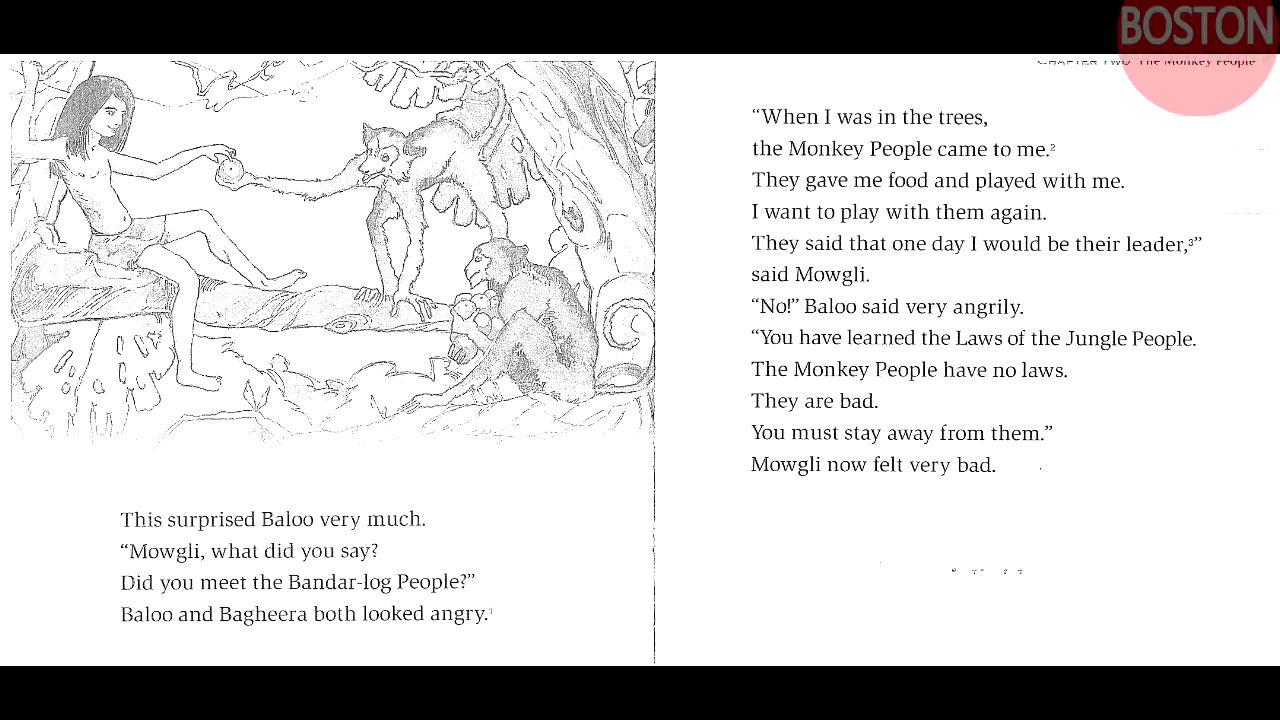 BOSTON
CHAPTER TWO The Monkey People
This surprised Baloo very much.
“Mowgli, what did you say?
Did you meet the Bandar-log People?”
Baloo and Bagheera both looked angry.¹
“When I was in the trees,
the Monkey People came to me.²
They gave me food and played with me.
I want to play with them again.
They said that one day I would be their leader,³”
said Mowgli.
“No!” Baloo said very angrily.
“You have learned the Laws of the Jungle People.
The Monkey People have no laws.
They are bad.
You must stay away from them.”
Mowgli now felt very bad.